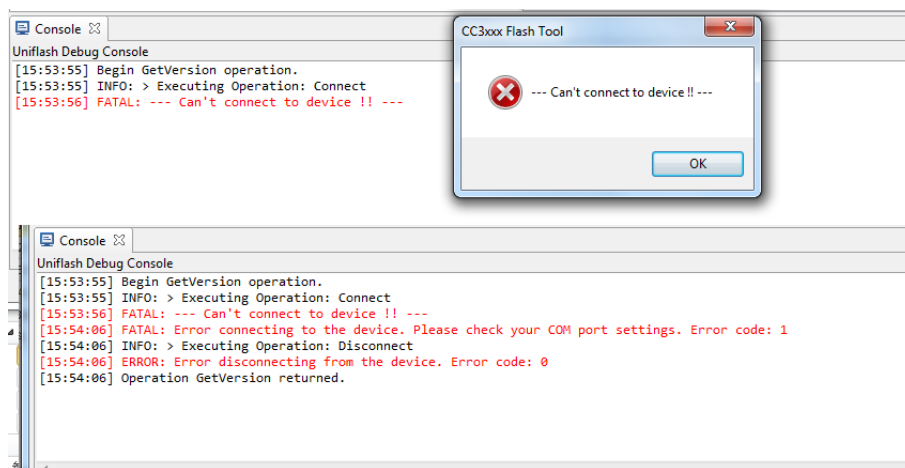 Console
Uniflash Debug Console
[15:53:55] Begin GetVersion operation.
[15:53:55] INFO: > Executing Operation: Connect
[15:53:56] FATAL: --- Can't connect to device !! ---
CC3xxx Flash Tool
--- Can't connect to device !! ---
OK
Console
Uniflash Debug Console
[15:53:55] Begin GetVersion operation.
[15:53:55] INFO: > Executing Operation: Connect
[15:53:56] FATAL: --- Can't connect to device !! ---
[15:54:06] FATAL: Error connecting to the device. Please check your COM port settings. Error code: 1
[15:54:06] INFO: > Executing Operation: Disconnect
[15:54:06] ERROR: Error disconnecting from the device. Error code: 0
[15:54:06] Operation GetVersion returned.